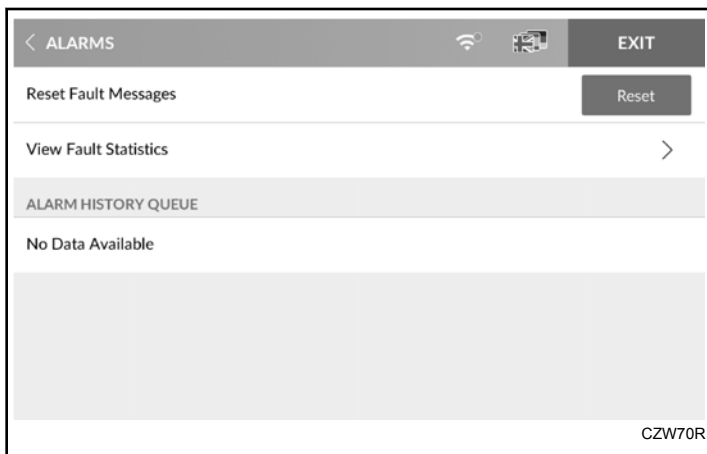 ALARMS
EXIT
Reset Fault Messages
Reset
View Fault Statistics
ALARM HISTORY QUEUE
No Data Available
CZW70R